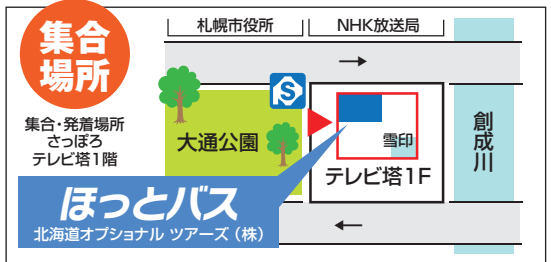 集合
場所
集合・発着場所
さっぽろ
テレビ塔1階
札幌市役所
NHK放送局
→
S
大通公園
雪印
テレビ塔1F
創成川
ほっとバス
北海道オプショナル ツアーズ（株）
←